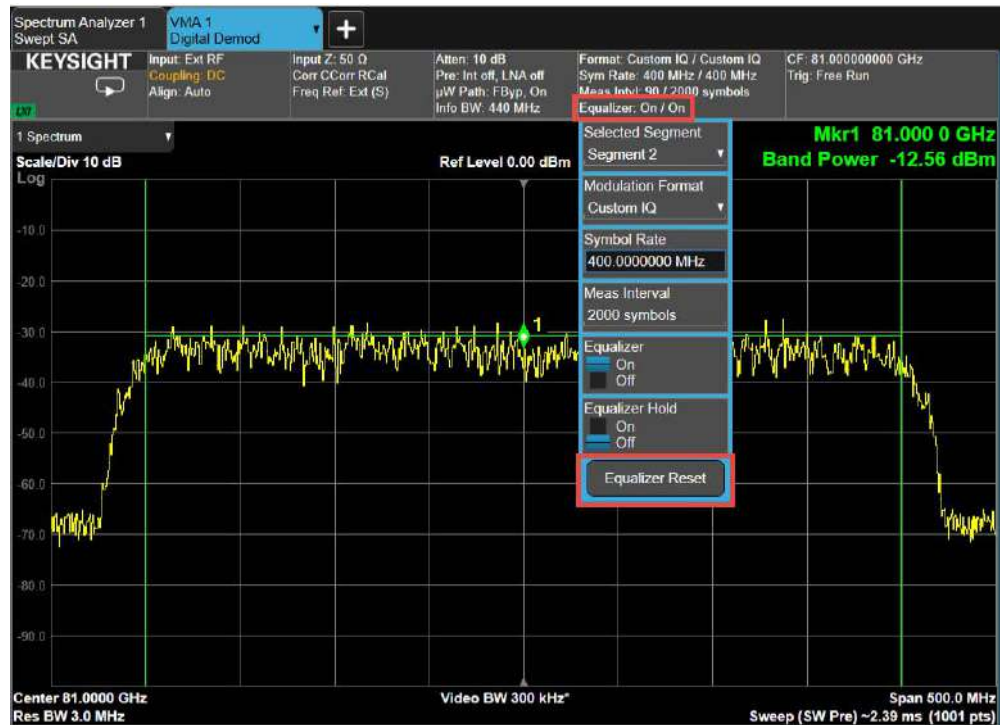 Spectrum Analyzer 1
Swept SA
VMA 1
Digital Demod
+
KEYSIGHT
LXI
Input: Ext RF
Coupling: DC
Align: Auto
Input Z: 50 Ω
Corr CCorr RCal
Freq Ref: Ext (S)
Atten: 10 dB
Pre: Int off, LNA off
µW Path: FByp, On
Info BW: 440 MHz
Format: Custom IQ / Custom IQ
Sym Rate: 400 MHz / 400 MHz
Meas Intvl: 90 / 2000 symbols
Equalizer: On / On
CF: 81.000000000 GHz
Trig: Free Run
1 Spectrum
Scale/Div 10 dB
Log
Ref Level 0.00 dBm
Mkr1 81.000 0 GHz
Band Power -12.56 dBm
Selected Segment
Segment 2
Modulation Format
Custom IQ
Symbol Rate
400.0000000 MHz
Meas Interval
2000 symbols
Equalizer
On
Off
Equalizer Hold
On
Off
Equalizer Reset
1
-10.0
-20.0
-30.0
-40.0
-50.0
-60.0
-70.0
-80.0
-90.0
Center 81.0000 GHz
Res BW 3.0 MHz
Video BW 300 kHz*
Span 500.0 MHz
Sweep (SW Pre) ~2.39 ms (1001 pts)